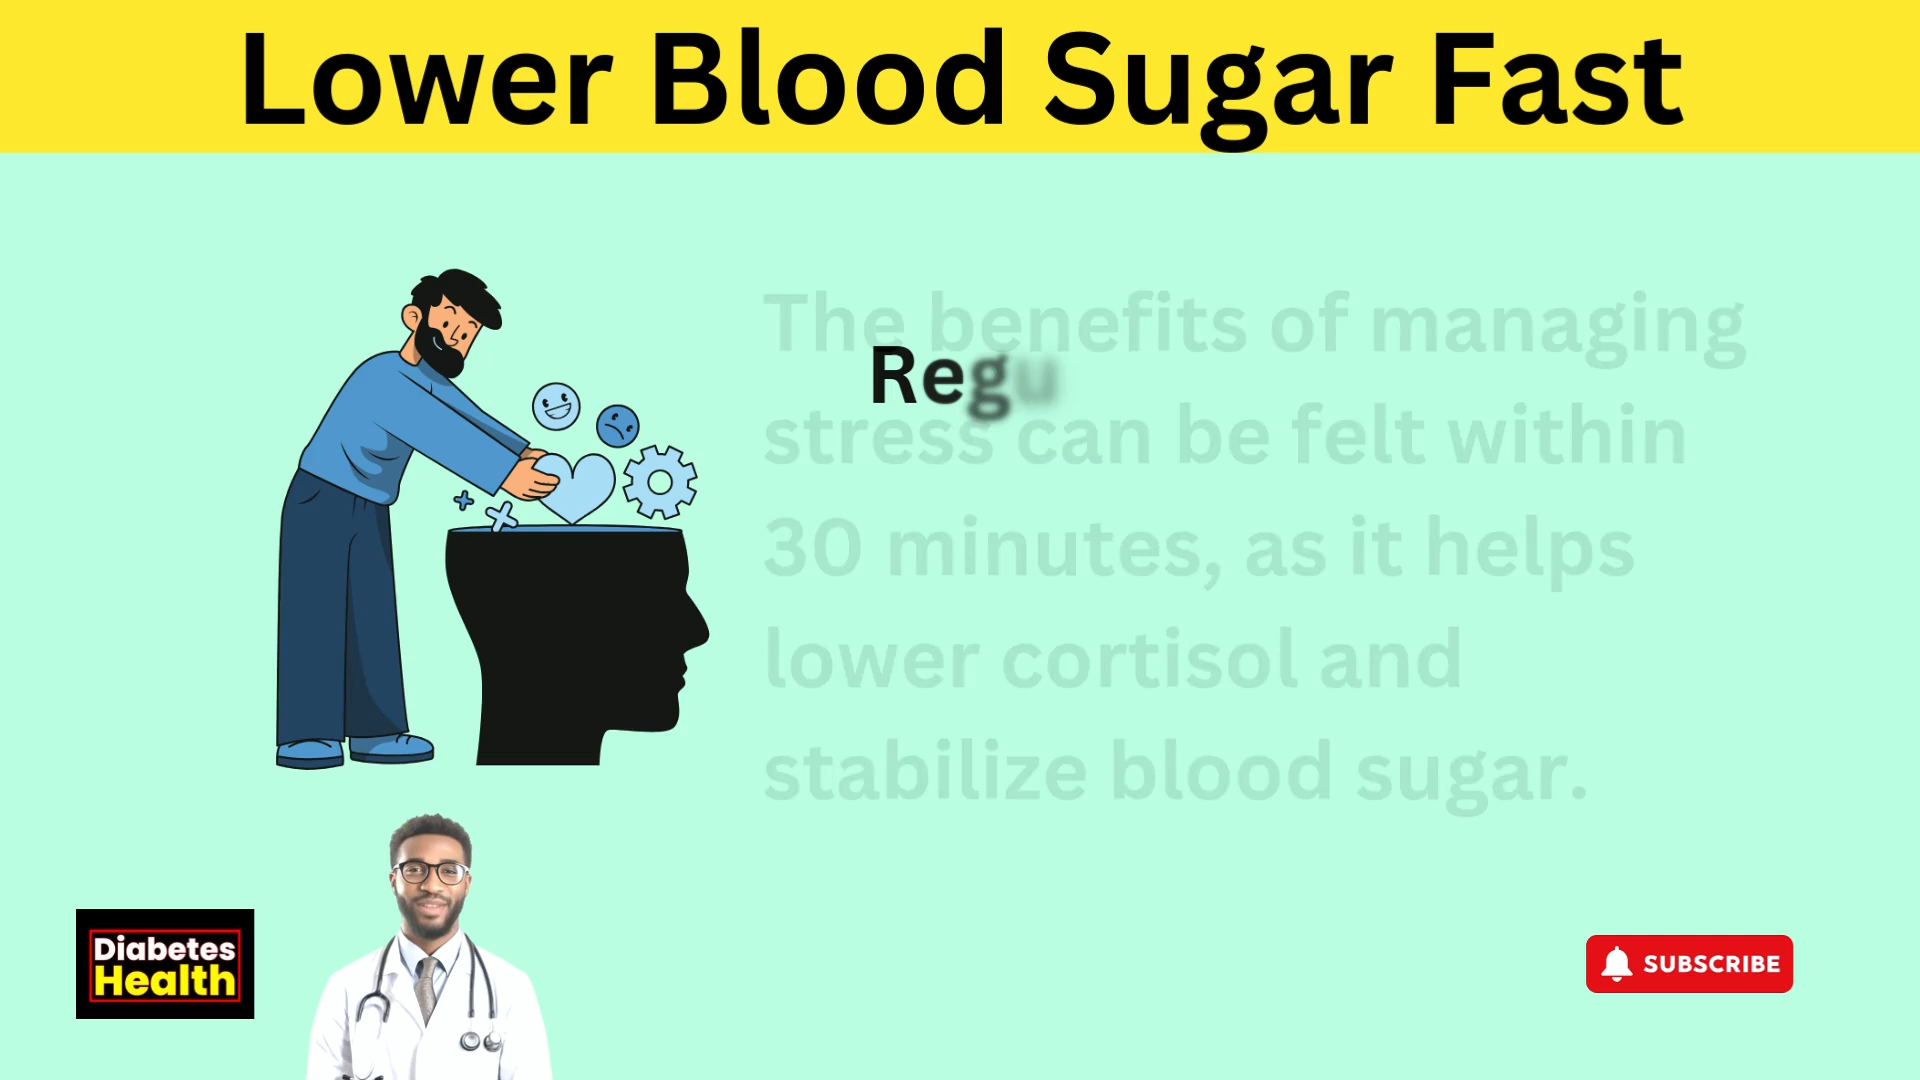 Lower Blood Sugar Fast
The benefits of managing
Regu
stress can be felt within
30 minutes, as it helps
lower cortisol and
stabilize blood sugar.
Diabetes
Health
SUBSCRIBE